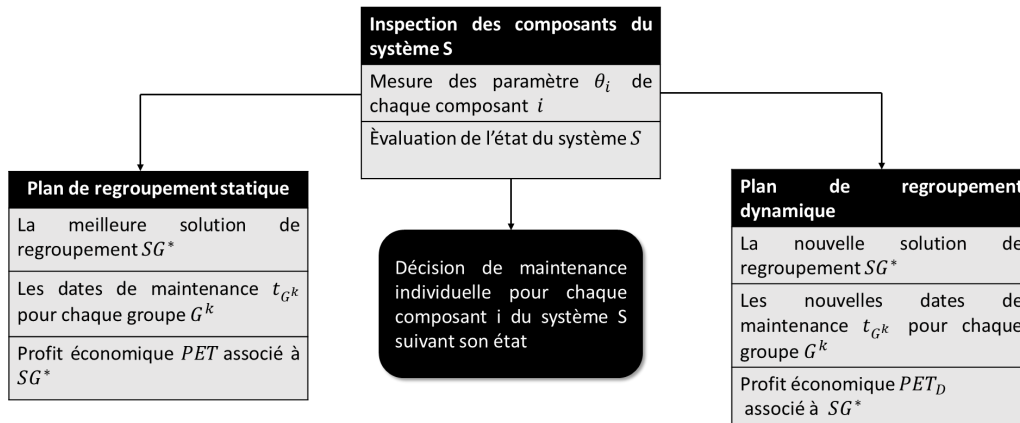 Inspection des composants du
système S
Mesure des paramètre θ_i de
chaque composant i
Èvaluation de l'état du système S
Plan de regroupement statique
La meilleure solution de
regroupement SG*
Les dates de maintenance t_{G^k}
pour chaque groupe G^k
Profit économique PET associé à
SG*
Décision de maintenance
individuelle pour chaque
composant i du système S
suivant son état
Plan de regroupement
dynamique
La nouvelle solution de
regroupement SG*
Les nouvelles dates de
maintenance t_{G^k} pour chaque
groupe G^k
Profit économique PET_D
associé à SG*